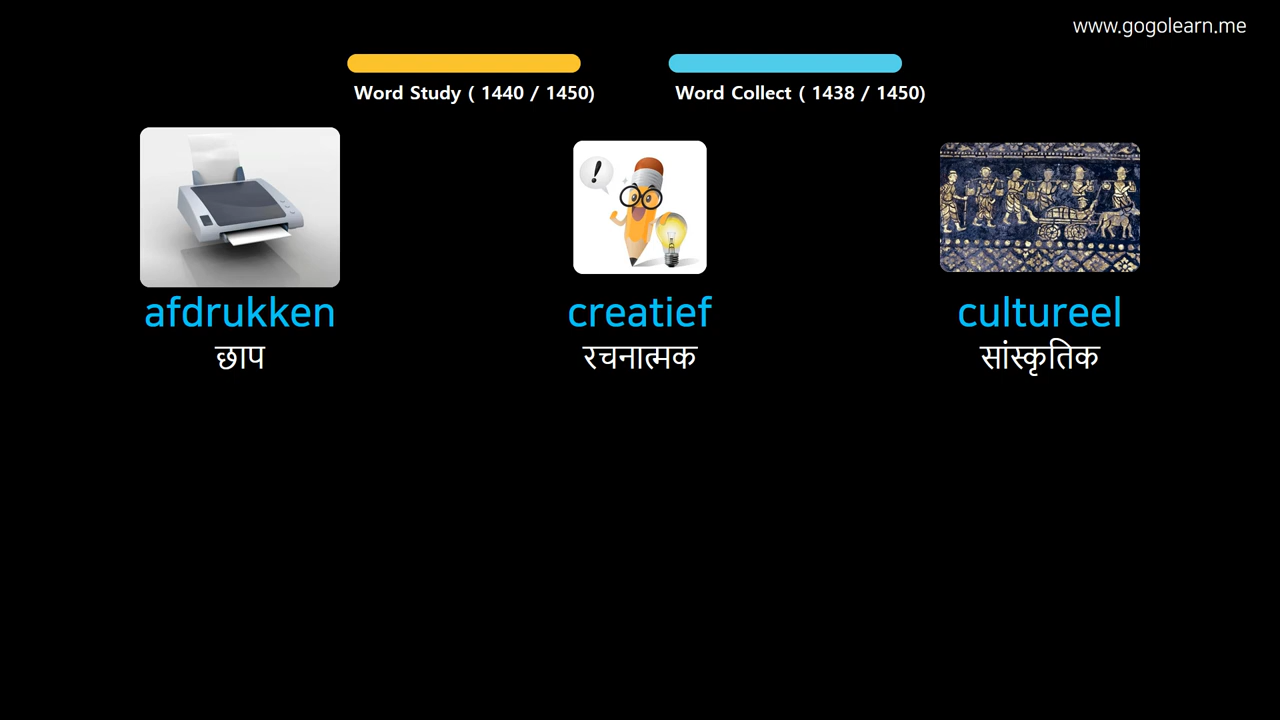 www.gogolearn.me
Word Study ( 1440 / 1450)
Word Collect ( 1438 / 1450)
afdrukken
छाप
creatief
रचनात्मक
cultureel
सांस्कृतिक